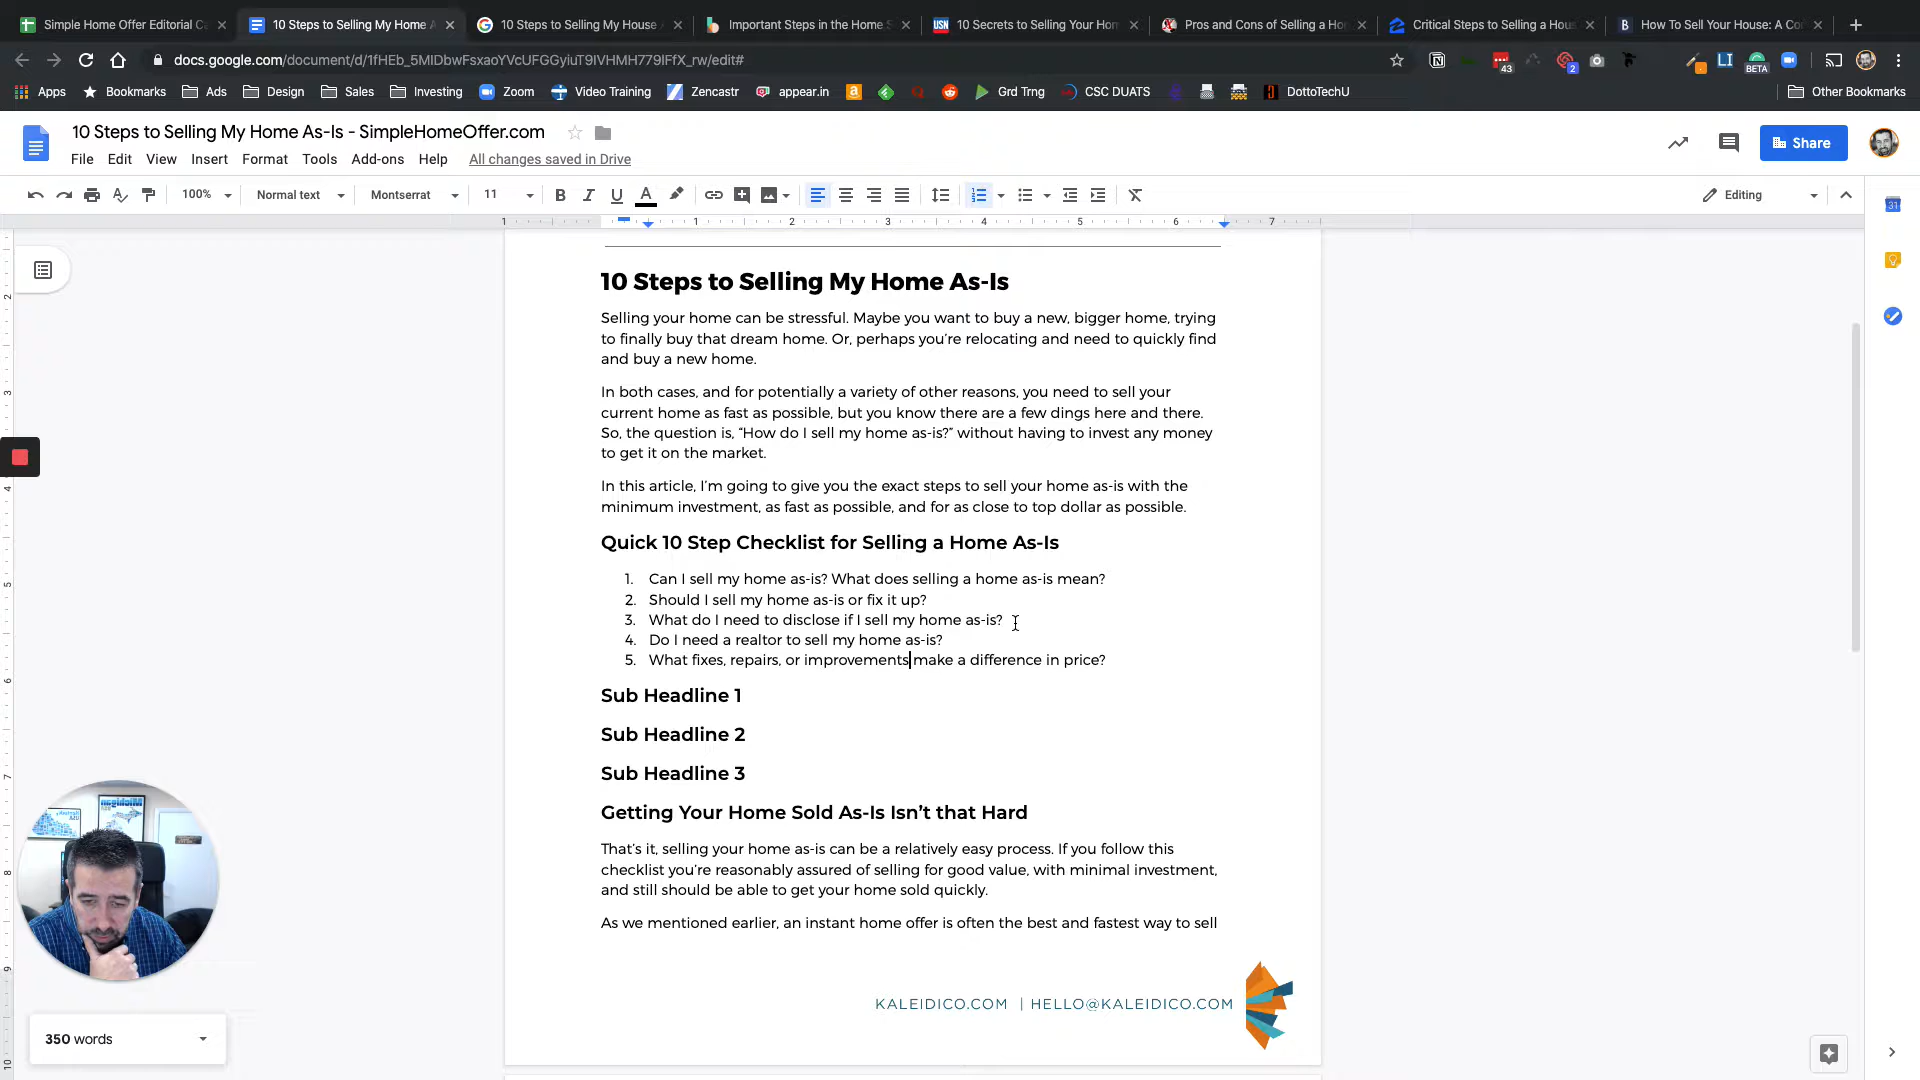 Simple Home Offer Editorial Ca
10 Steps to Selling My Home A
10 Steps to Selling My House
Important Steps in the Home S
10 Secrets to Selling Your Hom
Pros and Cons of Selling a Hor
Critical Steps to Selling a Hous
How To Sell Your House: A Co
docs.google.com/document/d/1fHEb_5MlDbwFsxaoYVcUFGGyiuT9IVHMH779lFfX_rw/edit#
43
2
BETA
Apps
Bookmarks
Ads
Design
Sales
Investing
Zoom
Video Training
Zencastr
appear.in
Grd Trng
CSC DUATS
DottoTechU
Other Bookmarks
10 Steps to Selling My Home As-Is - SimpleHomeOffer.com
File Edit View Insert Format Tools Add-ons Help All changes saved in Drive
Share
100% Normal text Montserrat 11 Editing
1 1 2 3 4 5 6 7
10 Steps to Selling My Home As-Is
Selling your home can be stressful. Maybe you want to buy a new, bigger home, trying
to finally buy that dream home. Or, perhaps you're relocating and need to quickly find
and buy a new home.
In both cases, and for potentially a variety of other reasons, you need to sell your
current home as fast as possible, but you know there are a few dings here and there.
So, the question is, "How do I sell my home as-is?" without having to invest any money
to get it on the market.
In this article, I'm going to give you the exact steps to sell your home as-is with the
minimum investment, as fast as possible, and for as close to top dollar as possible.
Quick 10 Step Checklist for Selling a Home As-Is
1. Can I sell my home as-is? What does selling a home as-is mean?
2. Should I sell my home as-is or fix it up?
3. What do I need to disclose if I sell my home as-is?
4. Do I need a realtor to sell my home as-is?
5. What fixes, repairs, or improvements make a difference in price?
Sub Headline 1
Sub Headline 2
Sub Headline 3
Getting Your Home Sold As-Is Isn't that Hard
That's it, selling your home as-is can be a relatively easy process. If you follow this
checklist you're reasonably assured of selling for good value, with minimal investment,
and still should be able to get your home sold quickly.
As we mentioned earlier, an instant home offer is often the best and fastest way to sell
KALEIDICO.COM | HELLO@KALEIDICO.COM
350 words